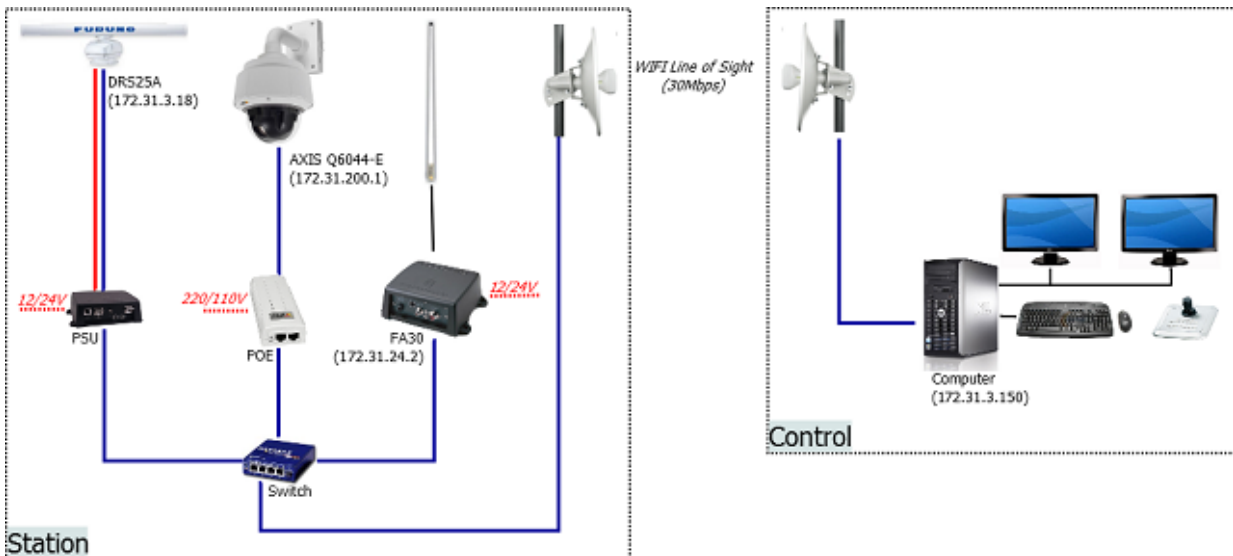 FURUNO
DRS25A
(172.31.3.18)
AXIS Q6044-E
(172.31.200.1)
WIFI Line of Sight
(30Mbps)
12/24V
PSU
220/110V
POE
12/24V
FA30
(172.31.24.2)
Switch
Station
Computer
(172.31.3.150)
Control